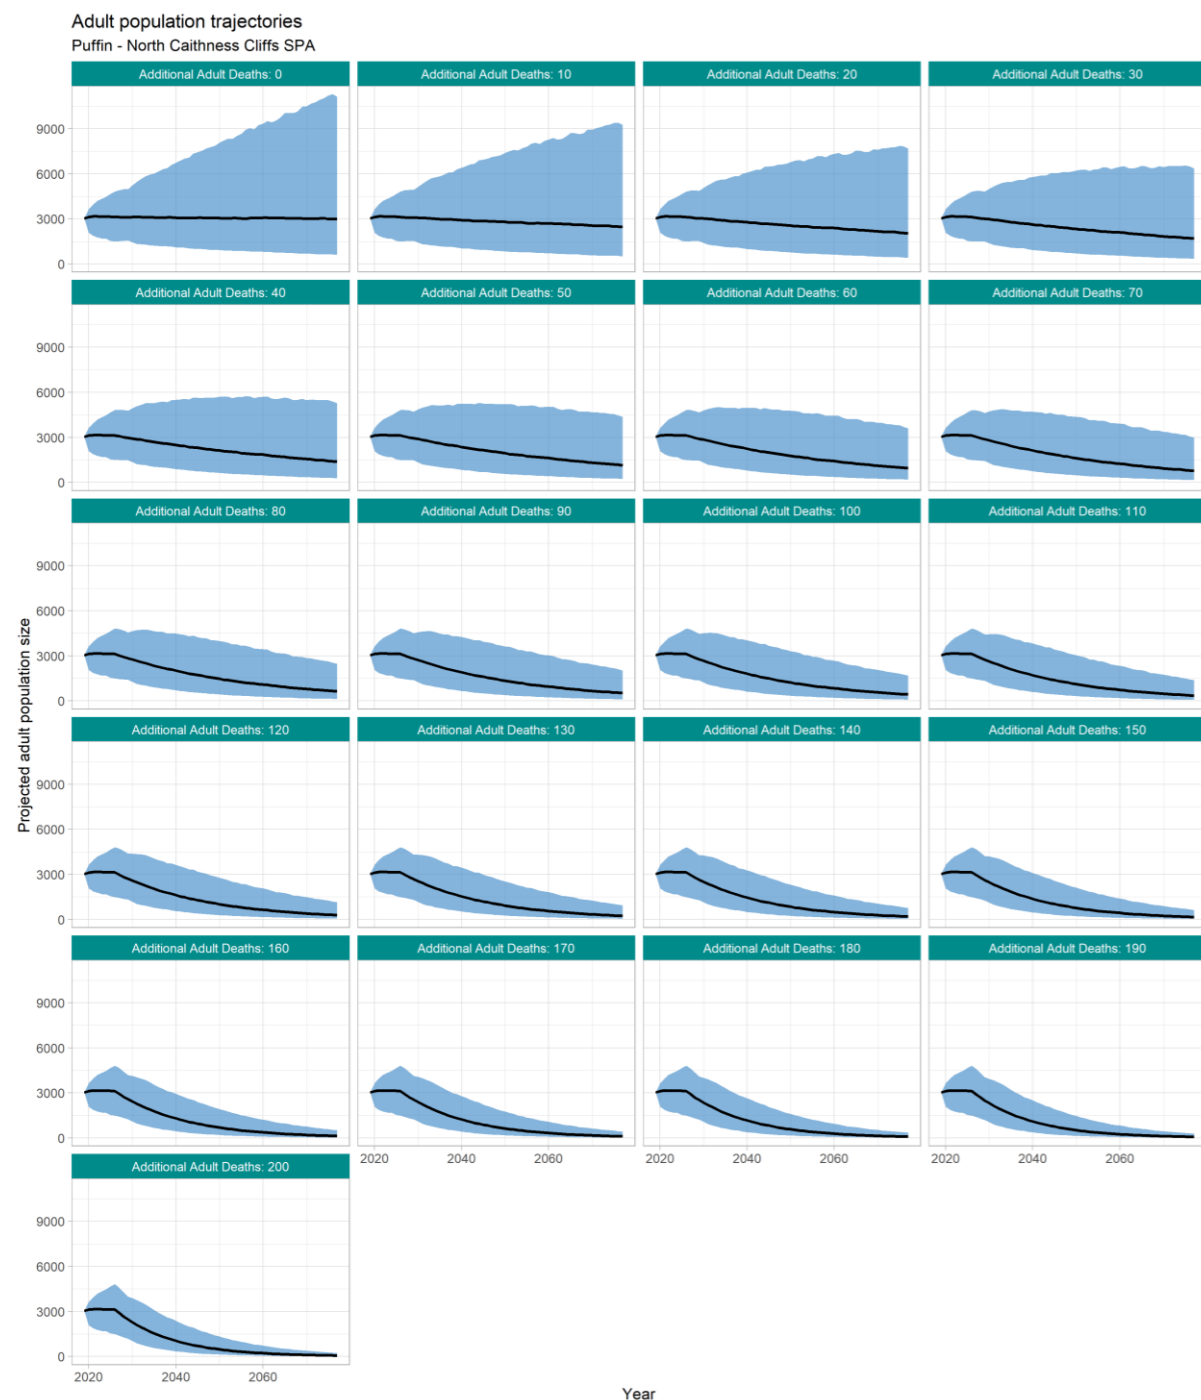 Adult population trajectories
Puffin - North Caithness Cliffs SPA
Additional Adult Deaths: 0 Additional Adult Deaths: 10 Additional Adult Deaths: 20 Additional Adult Deaths: 30
9000
6000
3000
0
Additional Adult Deaths: 40 Additional Adult Deaths: 50 Additional Adult Deaths: 60 Additional Adult Deaths: 70
9000
6000
3000
0
Additional Adult Deaths: 80 Additional Adult Deaths: 90 Additional Adult Deaths: 100 Additional Adult Deaths: 110
9000
6000
3000
0
Projected adult population size
Additional Adult Deaths: 120 Additional Adult Deaths: 130 Additional Adult Deaths: 140 Additional Adult Deaths: 150
9000
6000
3000
0
Additional Adult Deaths: 160 Additional Adult Deaths: 170 Additional Adult Deaths: 180 Additional Adult Deaths: 190
9000
6000
3000
0
2020 2040 2060 2020 2040 2060 2020 2040 2060
Additional Adult Deaths: 200
9000
6000
3000
0
2020 2040 2060
Year